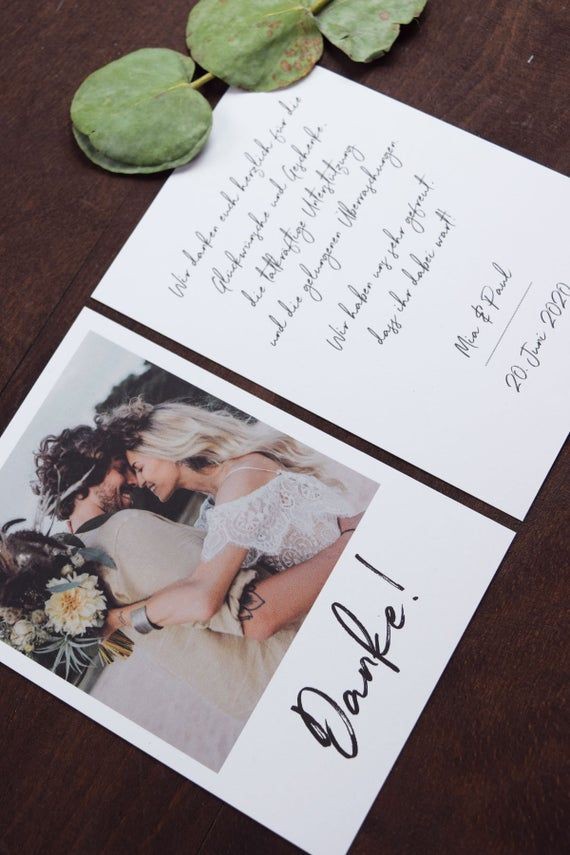 Wir danken euch herzlich für die
Glückwünsche und Geschenke.
die tatkräftige Unterstützung
und die gelungenen Überraschungen
Wir haben uns sehr gefreut.
dass ihr dabei wart!
Mia & Paul
20. Juni 2020
Danke!